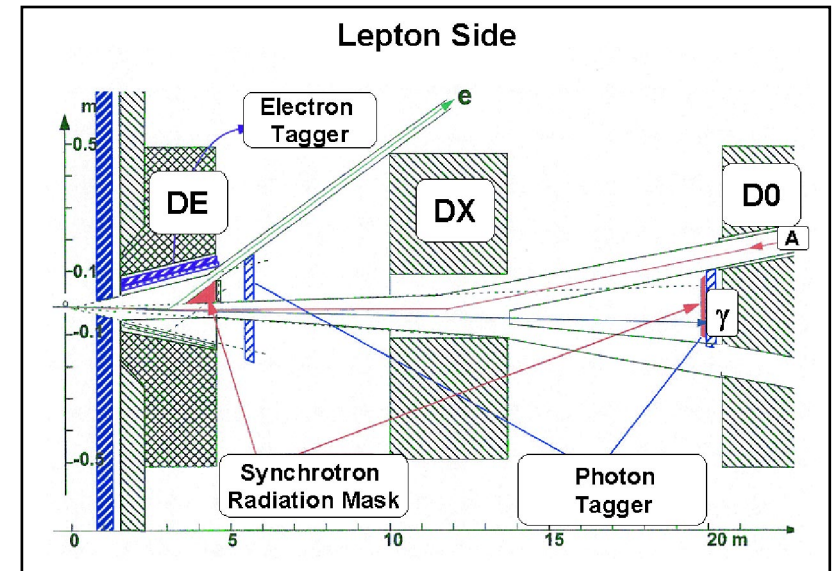 Lepton Side
m
Electron
Tagger
e
-0.5
DE
DX
D0
A
-0.1
0
-0.1
γ
-0.5
Synchrotron
Radiation Mask
Photon
Tagger
0 5 10 15 20 m